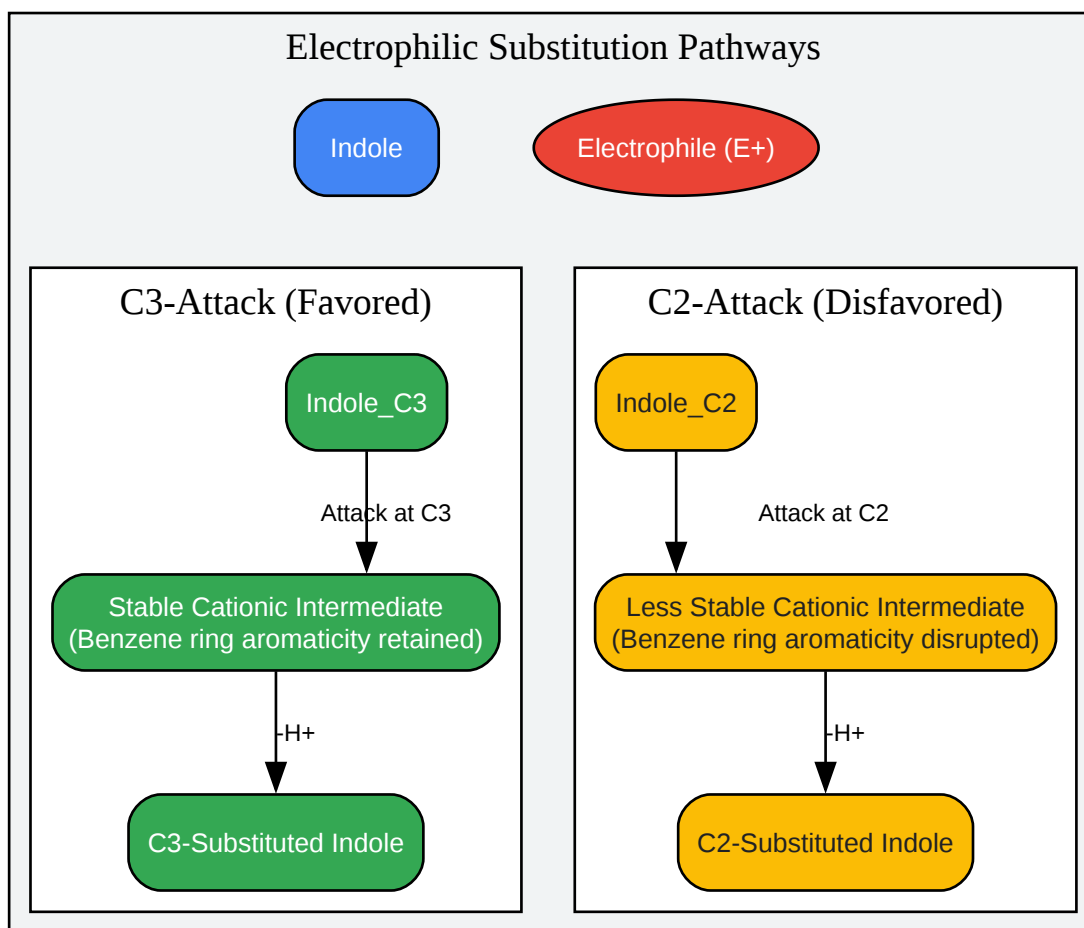 Electrophilic Substitution Pathways
Indole
Electrophile (E+)
C3-Attack (Favored)
Indole_C3
Attack at C3
Stable Cationic Intermediate
(Benzene ring aromaticity retained)
-H+
C3-Substituted Indole
C2-Attack (Disfavored)
Indole_C2
Attack at C2
Less Stable Cationic Intermediate
(Benzene ring aromaticity disrupted)
-H+
C2-Substituted Indole